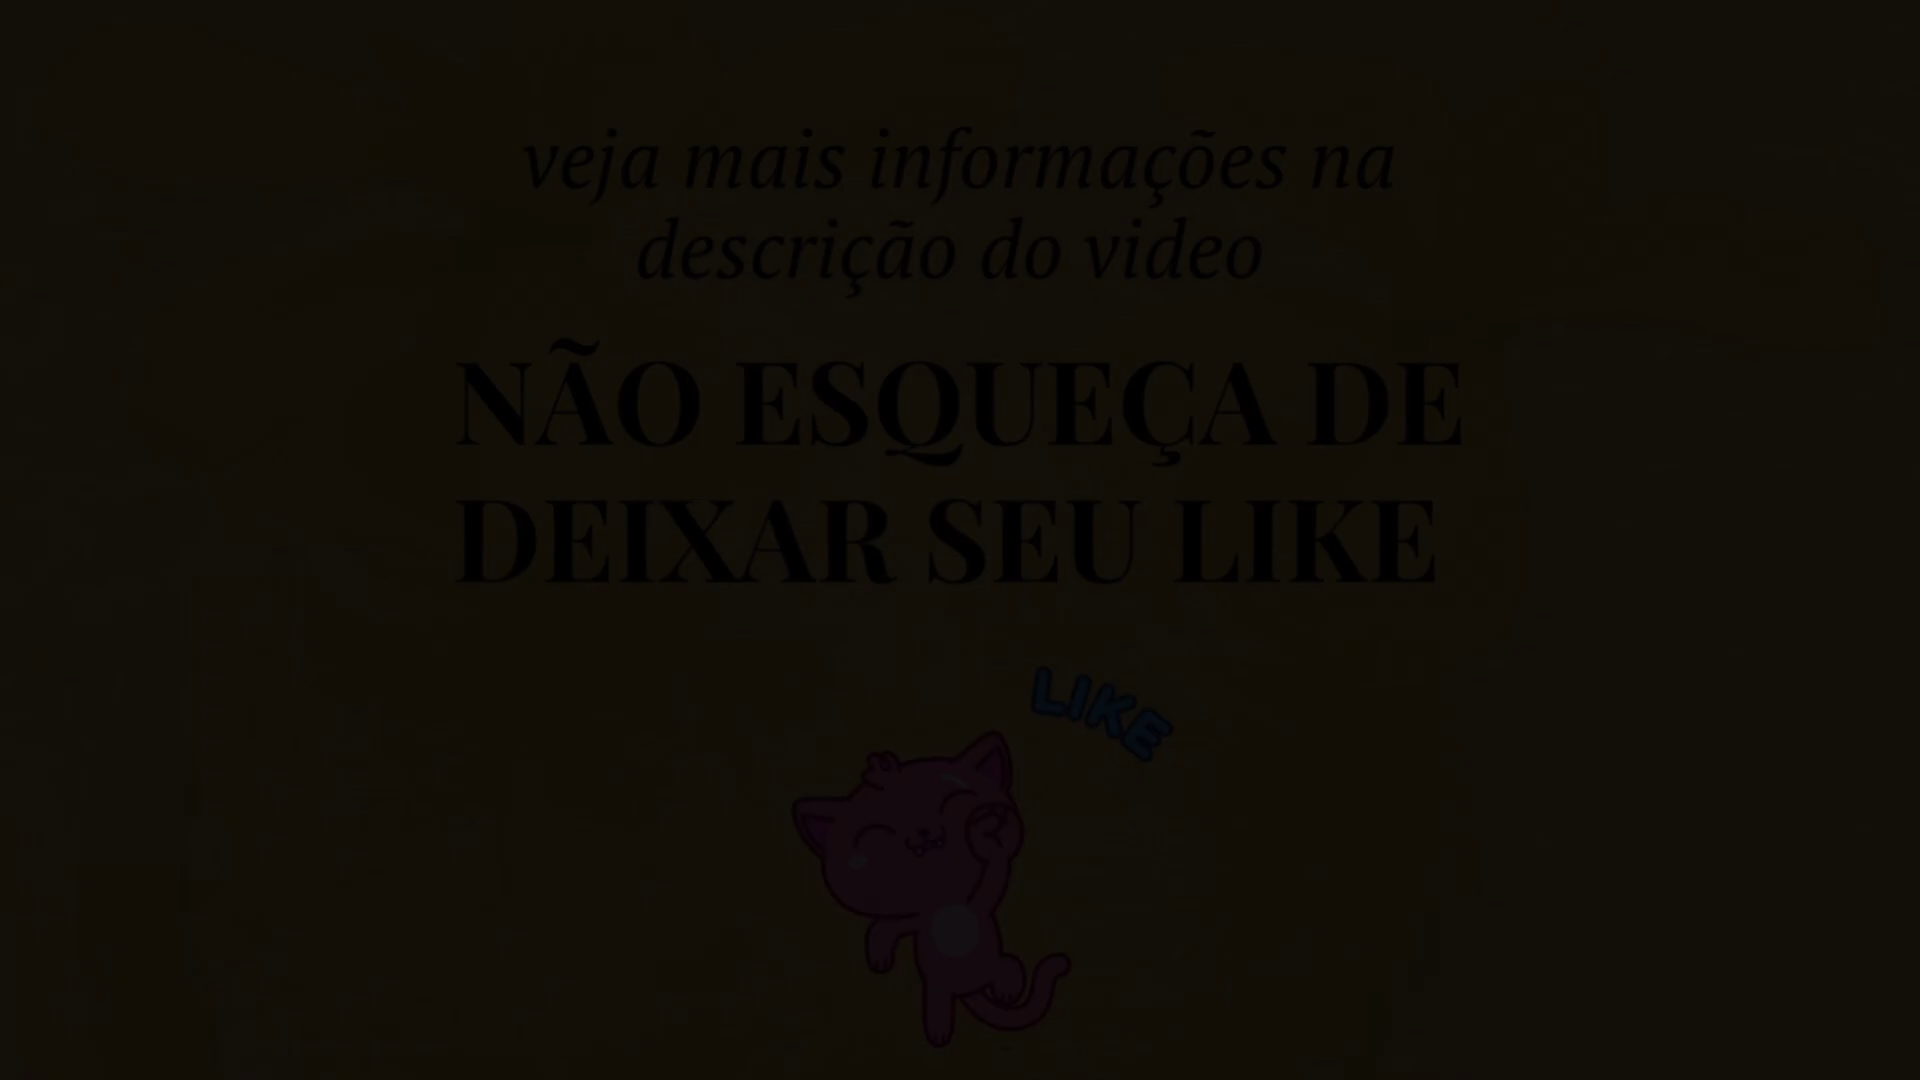 veja mais informações na
descrição do video
NÃO ESQUEÇA DE
DEIXAR SEU LIKE
LIKE